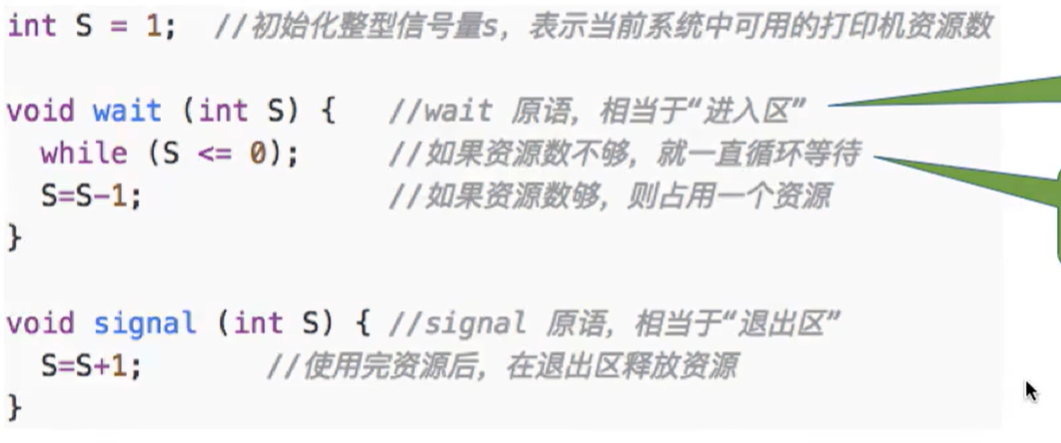 int S = 1;  //初始化整型信号量s，表示当前系统中可用的打印机资源数
void wait (int S) {   //wait 原语，相当于“进入区”
  while (S <= 0);     //如果资源数不够，就一直循环等待
  S=S-1;              //如果资源数够，则占用一个资源
}
void signal (int S) { //signal 原语，相当于“退出区”
  S=S+1;       //使用完资源后，在退出区释放资源
}